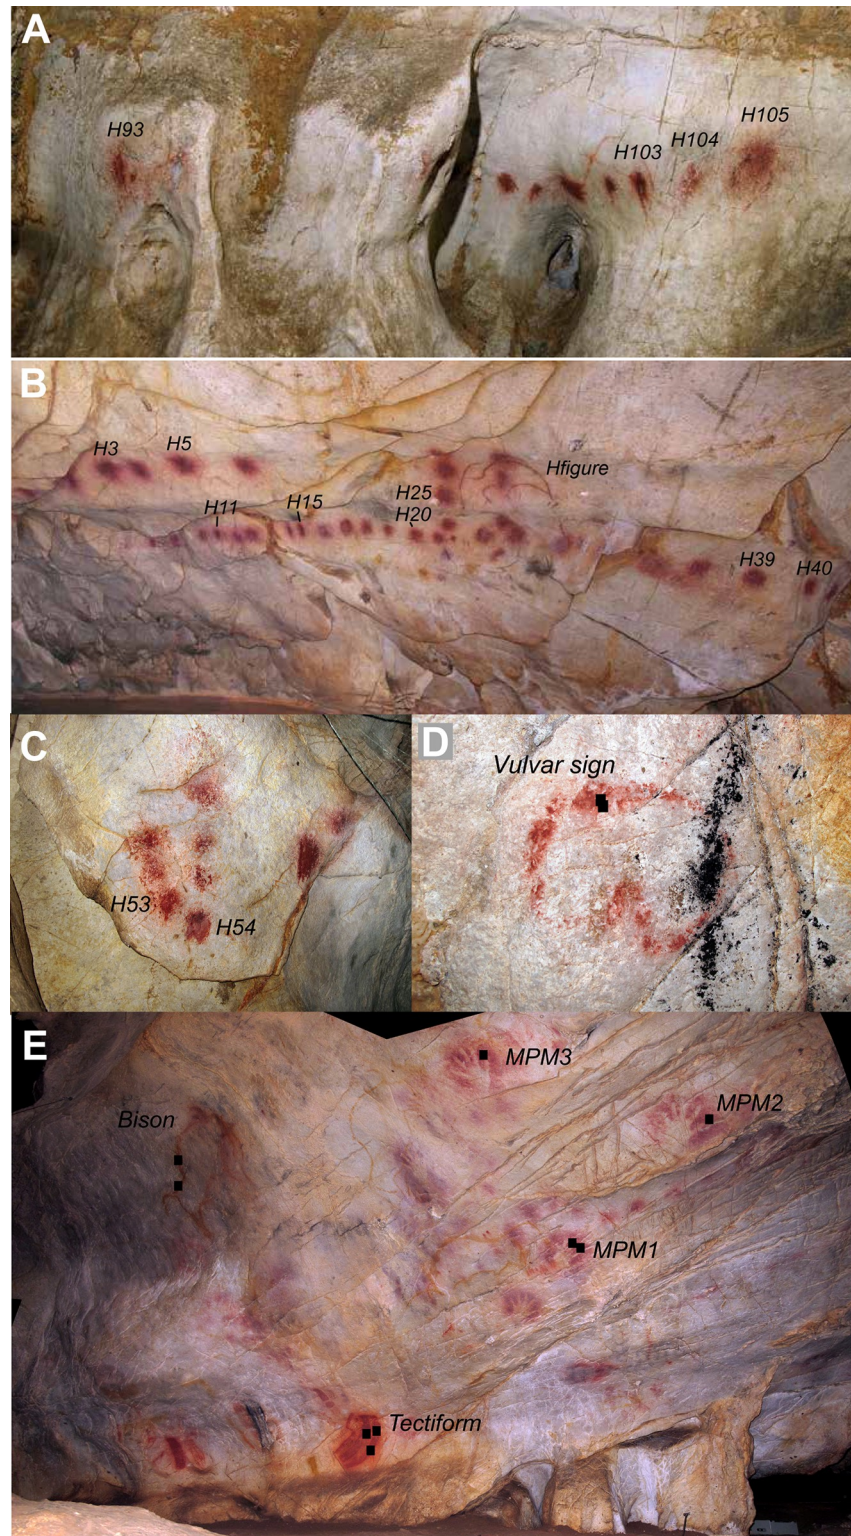 A
H93
H103
H104
H105
B
H3
H5
Hfigure
H25
H11
H15
H20
H39
H40
C
H53
H54
D
Vulvar sign
E
MPM3
MPM2
Bison
MPM1
Tectiform